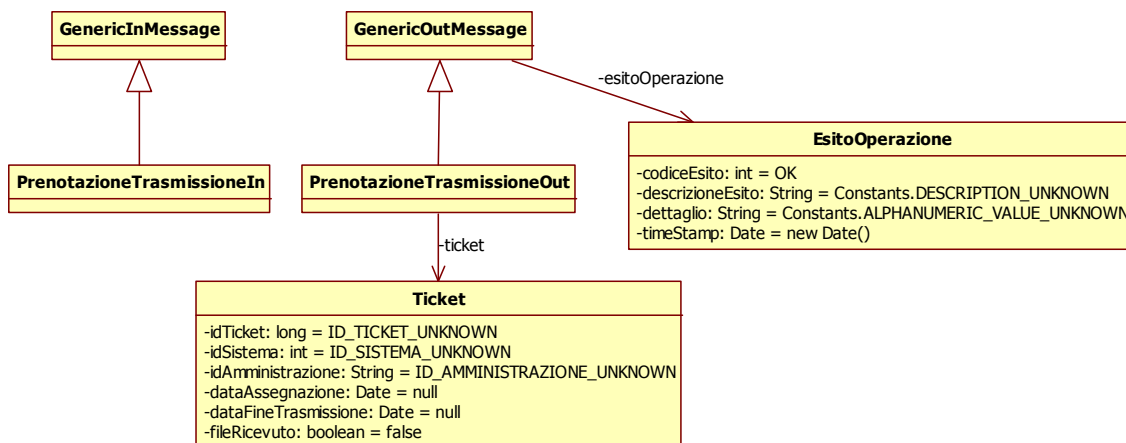 GenericInMessage
GenericOutMessage
-esitoOperazione
EsitoOperazione
-codiceEsito: int = OK
-descrizioneEsito: String = Constants.DESCRIPTION_UNKNOWN
-dettaglio: String = Constants.ALPHANUMERIC_VALUE_UNKNOWN
-timeStamp: Date = new Date()
PrenotazioneTrasmissioneIn
PrenotazioneTrasmissioneOut
-ticket
Ticket
-idTicket: long = ID_TICKET_UNKNOWN
-idSistema: int = ID_SISTEMA_UNKNOWN
-idAmministrazione: String = ID_AMMINISTRAZIONE_UNKNOWN
-dataAssegnazione: Date = null
-dataFineTrasmissione: Date = null
-fileRicevuto: boolean = false